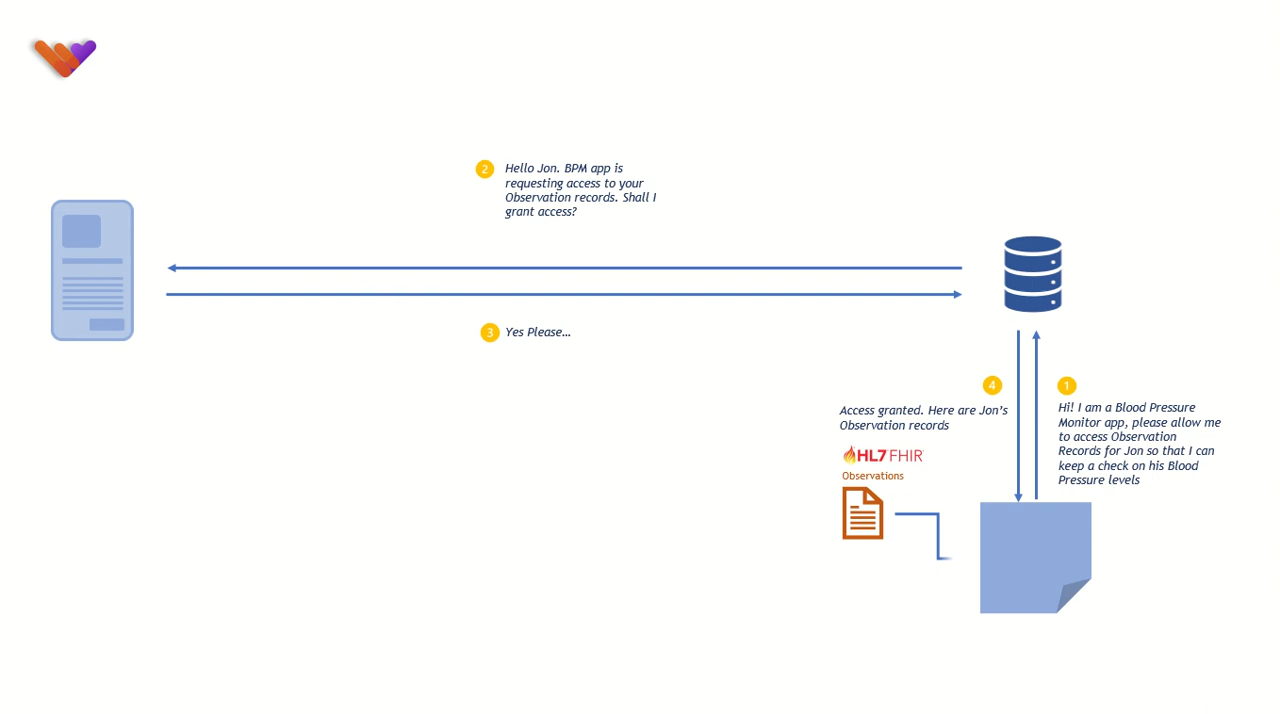 2
Hello Jon. BPM app is
requesting access to your
Observation records. Shall I
grant access?
3
Yes Please…
4
Access granted. Here are Jon's
Observation records
HL7 FHIR
Observations
1
Hi! I am a Blood Pressure
Monitor app, please allow me
to access Observation
Records for Jon so that I can
keep a check on his Blood
Pressure levels